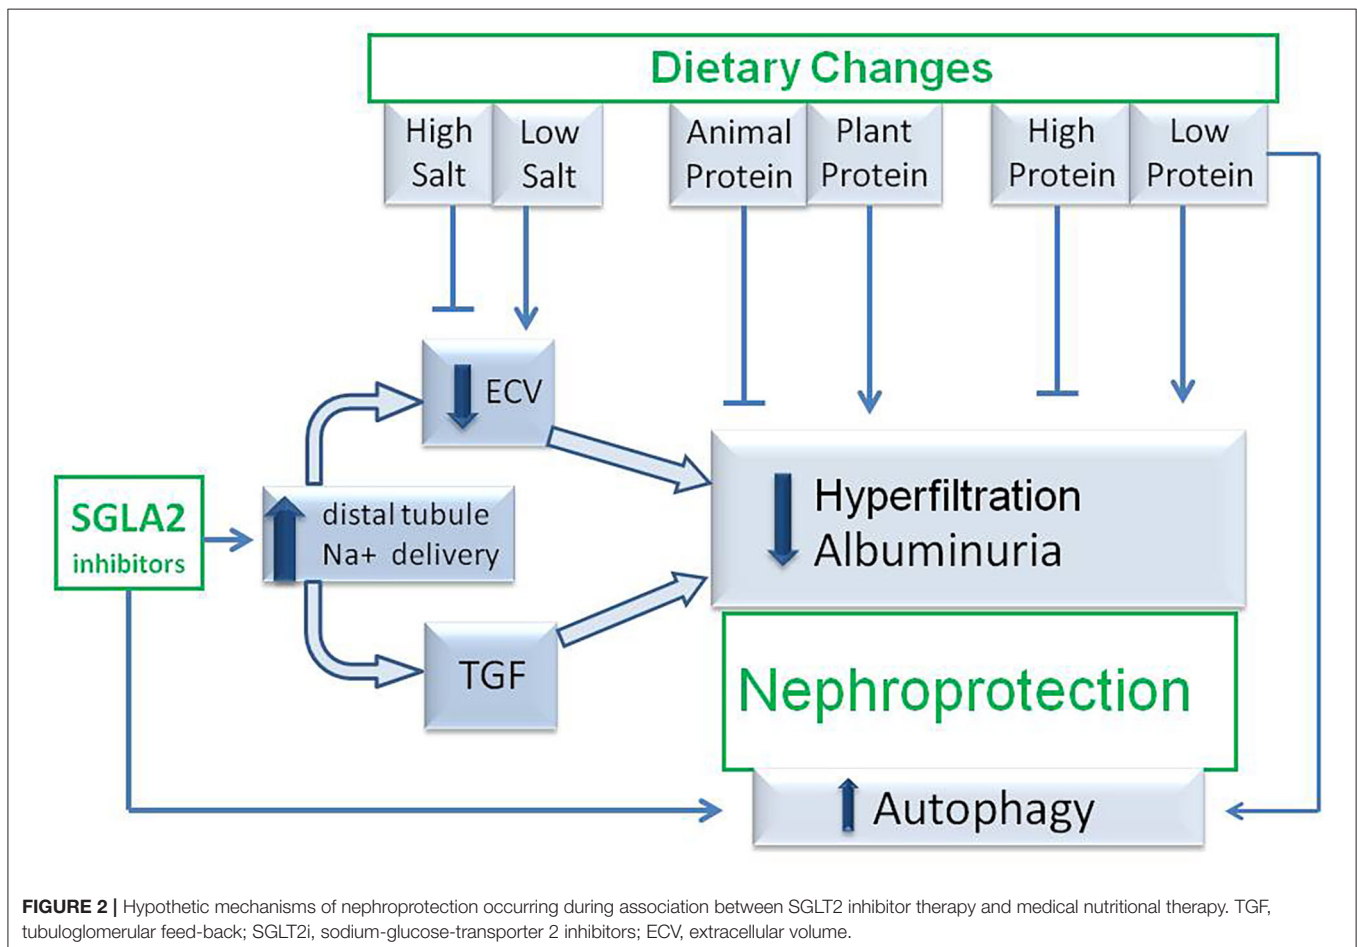 Dietary Changes
High Salt
Low Salt
Animal Protein
Plant Protein
High Protein
Low Protein
ECV
SGLA2
inhibitors
distal tubule
Na+ delivery
Hyperfiltration
Albuminuria
TGF
Nephroprotection
Autophagy
FIGURE 2 | Hypothetic mechanisms of nephroprotection occurring during association between SGLT2 inhibitor therapy and medical nutritional therapy. TGF,
tubuloglomerular feed-back; SGLT2i, sodium-glucose-transporter 2 inhibitors; ECV, extracellular volume.